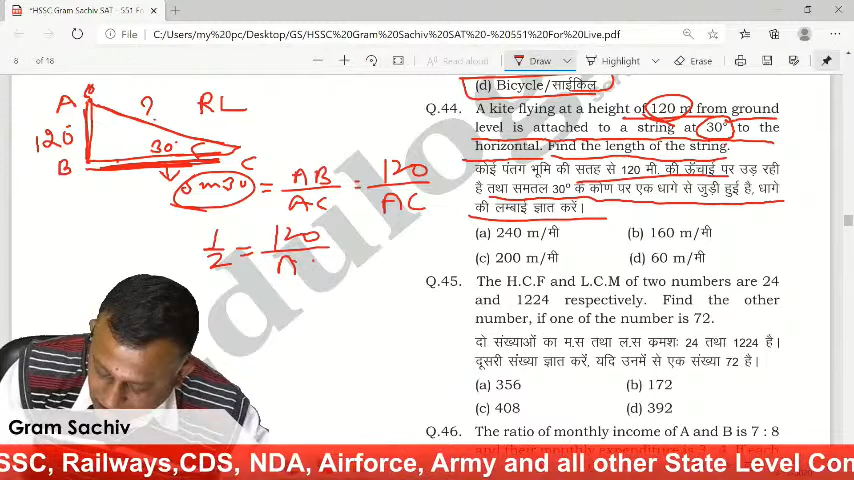 *HSSC Gram Sachiv SAT - 551 For
File C:/Users/my pc/Desktop/GS/HSSC%20Gram%20Sachiv%20SAT%20-%20551%20For%20Live.pdf
8 of 18
Read aloud
Draw
Highlight
Erase
(d) Bicycle/साईकिल
Q.44. A kite flying at a height of 120 m from ground
level is attached to a string at 30° to the
horizontal. Find the length of the string.
कोई पंतग भूमि की सतह से 120 मी. की ऊँचाई पर उड़ रही
है तथा समतल 30° के कोण पर एक धागे से जुड़ी हुई है, धागे
की लम्बाई ज्ञात करें।
(a) 240 m/मी (b) 160 m/मी
(c) 200 m/मी (d) 60 m/मी
Q.45. The H.C.F and L.C.M of two numbers are 24
and 1224 respectively. Find the other
number, if one of the number is 72.
दो संख्याओं का म.स तथा ल.स कमशः 24 तथा 1224 है।
दूसरी संख्या ज्ञात करें, यदि उनमें से एक संख्या 72 है।
(a) 356 (b) 172
(c) 408 (d) 392
Q.46. The ratio of monthly income of A and B is 7 : 8
A ? RL
120 30°
B C
= AB/AC = 120/AC
1/2 = 120/A
Gram Sachiv
SSC, Railways,CDS, NDA, Airforce, Army and all other State Level Con